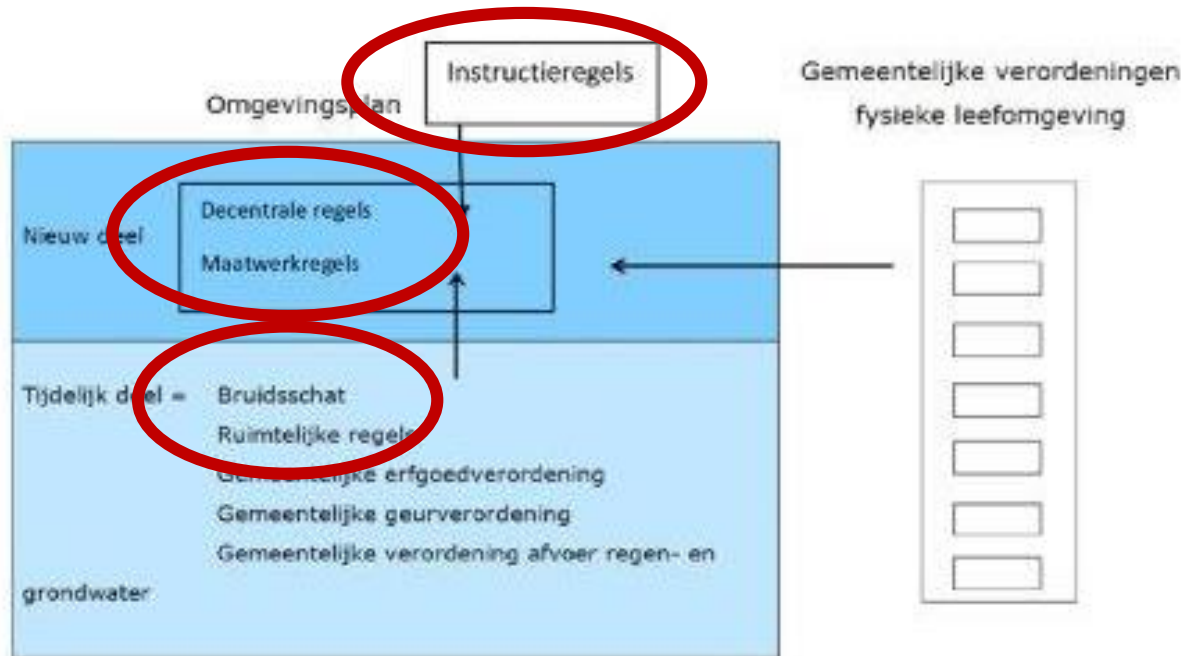 Instructieregels
Omgevingsplan
Gemeentelijke verordeningen
fysieke leefomgeving
Nieuw deel
Decentrale regels
Maatwerkregels
Tijdelijk deel = Bruidsschat
Ruimtelijke regels
Gemeentelijke erfgoedverordening
Gemeentelijke geurverordening
Gemeentelijke verordening afvoer regen- en
grondwater